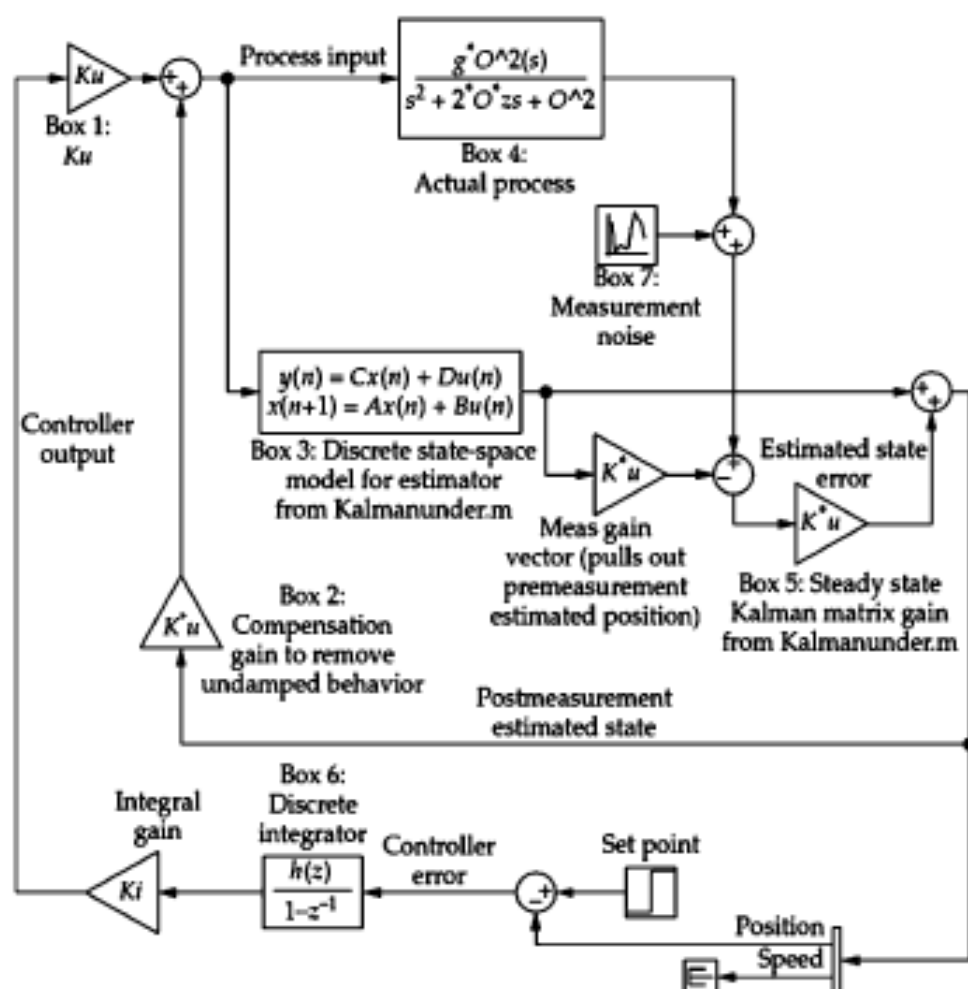 Ku
Box 1:
Ku
+
+
Process input
g*O^2(s)
s² + 2*O*zs + O^2
Box 4:
Actual process
+
+
Box 7:
Measurement
noise
y(n) = Cx(n) + Du(n)
x(n+1) = Ax(n) + Bu(n)
Box 3: Discrete state-space
model for estimator
from Kalmanunder.m
+
+
Controller
output
K*u
Meas gain
vector (pulls out
premeasurement
estimated position)
+
−
Estimated state
error
K*u
Box 5: Steady state
Kalman matrix gain
from Kalmanunder.m
K*u
Box 2:
Compensation
gain to remove
undamped behavior
Postmeasurement
estimated state
Integral
gain
Ki
Box 6:
Discrete
integrator
h(z)
1−z⁻¹
Controller
error
−
+
Set point
Position
Speed